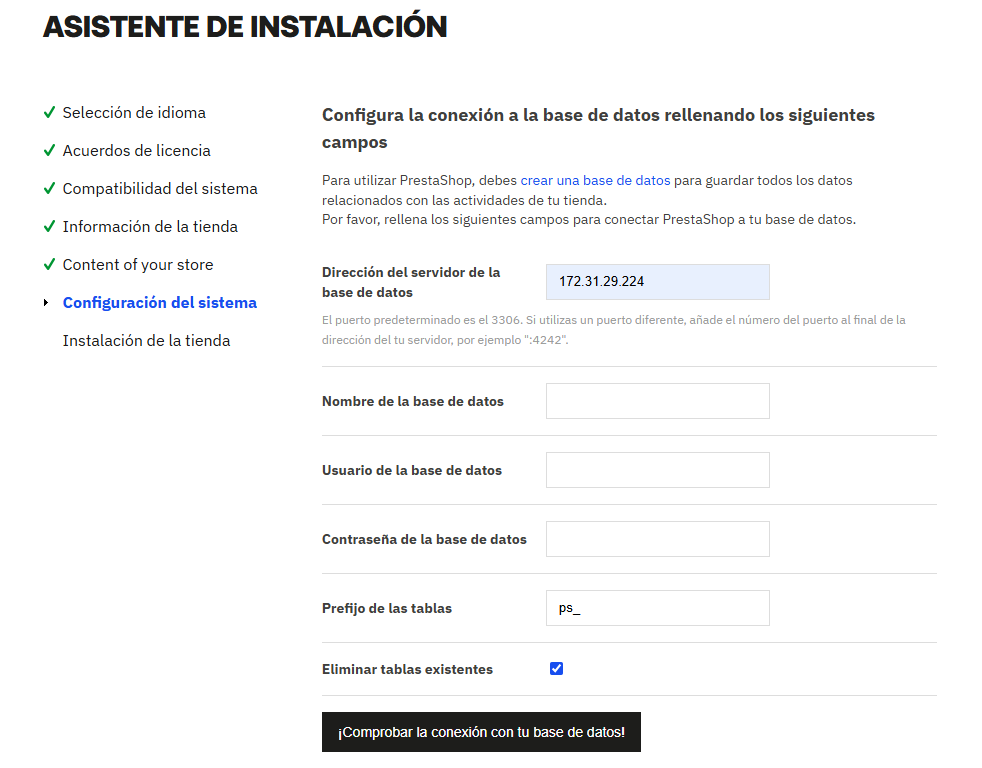 ASISTENTE DE INSTALACIÓN
Selección de idioma
Acuerdos de licencia
Compatibilidad del sistema
Información de la tienda
Content of your store
Configuración del sistema
Instalación de la tienda
Configura la conexión a la base de datos rellenando los siguientes
campos
Para utilizar PrestaShop, debes crear una base de datos para guardar todos los datos
relacionados con las actividades de tu tienda.
Por favor, rellena los siguientes campos para conectar PrestaShop a tu base de datos.
Dirección del servidor de la
base de datos
172.31.29.224
El puerto predeterminado es el 3306. Si utilizas un puerto diferente, añade el número del puerto al final de la
dirección del tu servidor, por ejemplo ":4242".
Nombre de la base de datos
Usuario de la base de datos
Contraseña de la base de datos
Prefijo de las tablas
ps_
Eliminar tablas existentes
¡Comprobar la conexión con tu base de datos!